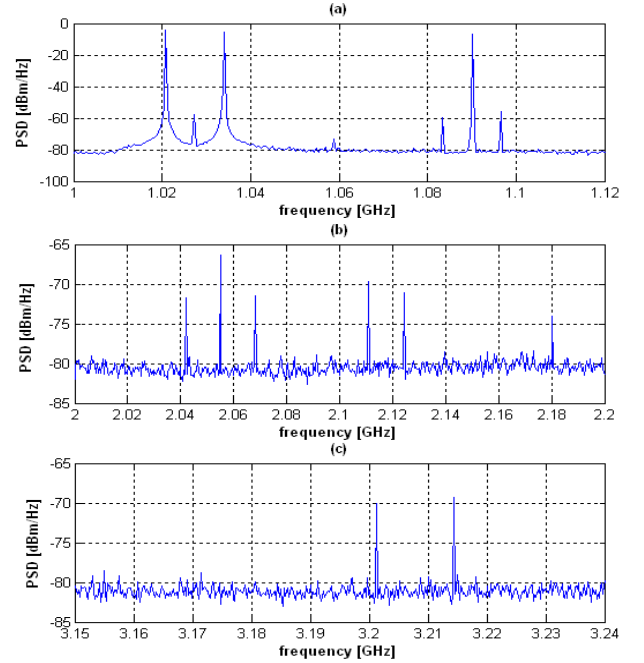 (a)
PSD [dBm/Hz]
0
-20
-40
-60
-80
-100
1 1.02 1.04 1.06 1.08 1.1 1.12
frequency [GHz]
(b)
PSD [dBm/Hz]
-65
-70
-75
-80
-85
2 2.02 2.04 2.06 2.08 2.1 2.12 2.14 2.16 2.18 2.2
frequency [GHz]
(c)
PSD [dBm/Hz]
-65
-70
-75
-80
-85
3.15 3.16 3.17 3.18 3.19 3.2 3.21 3.22 3.23 3.24
frequency [GHz]